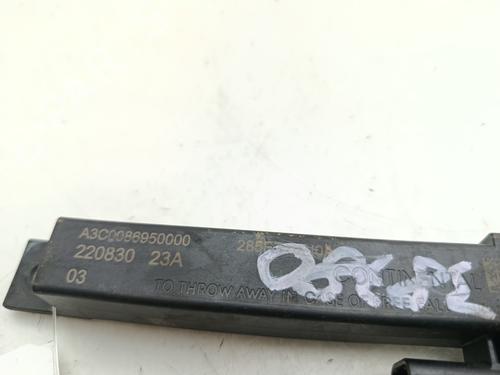 A3C0086950000
220830 23A
03
CONTINENTAL
TO THROW AWAY IN CASE OF FREE FALL